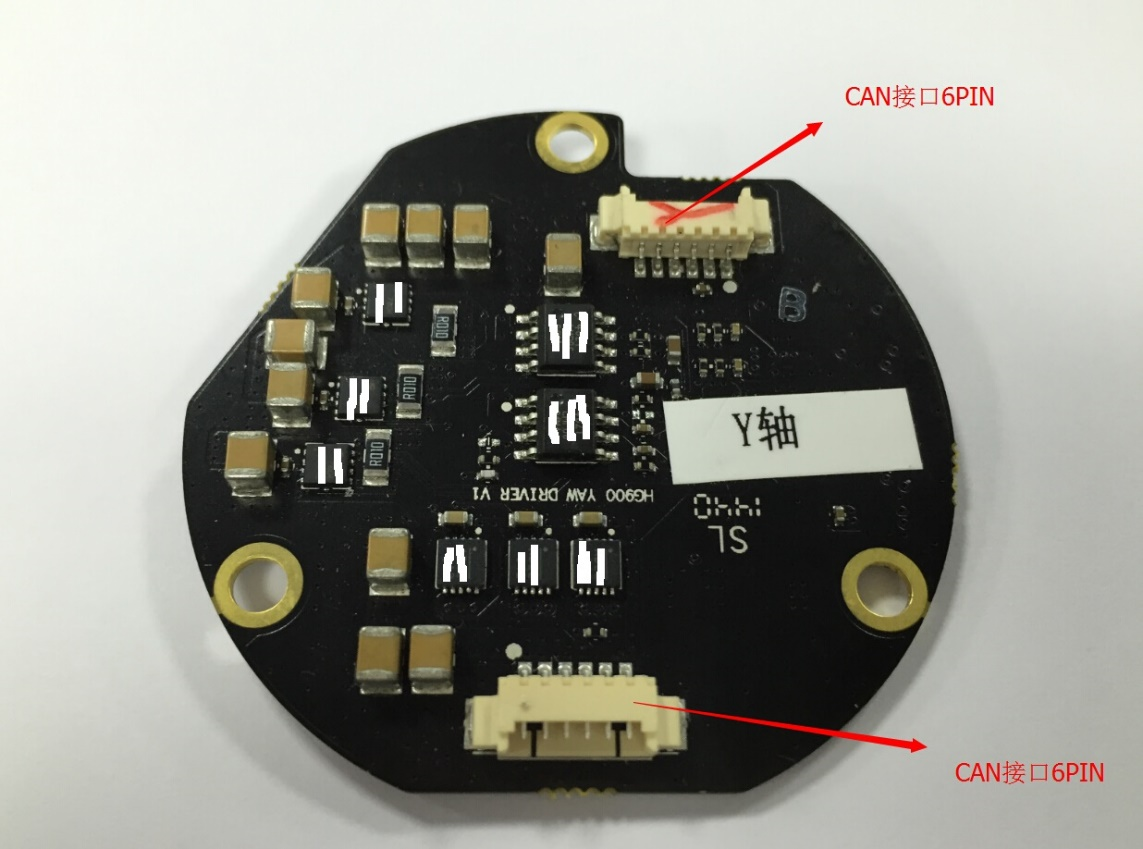 CAN接口6PIN
R010
R010
R010
B
Y轴
HG900 YAW DRIVER V1
1440
SL
CAN接口6PIN